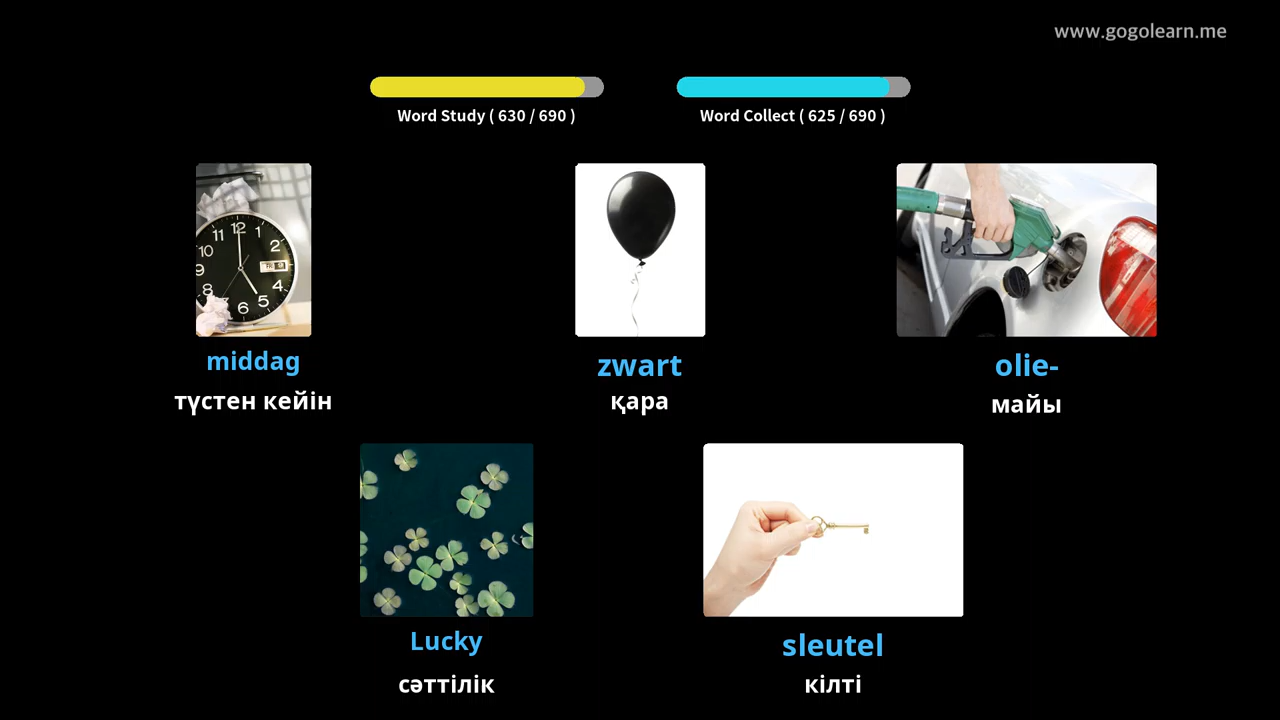 www.gogolearn.me
Word Study ( 630 / 690 )
Word Collect ( 625 / 690 )
middag
түстен кейін
zwart
қара
olie-
майы
Lucky
сәттілік
sleutel
кілті